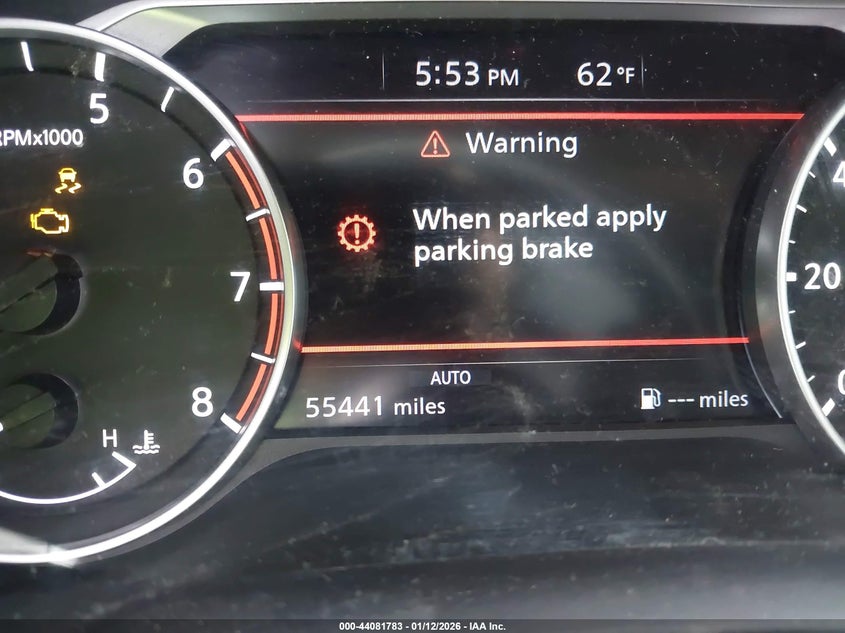 5:53 PM 62°F
5
RPMx1000
Warning
6
When parked apply
parking brake
7
20
AUTO
8
55441 miles
--- miles
H
000-44081783 - 01/12/2026 - IAA Inc.